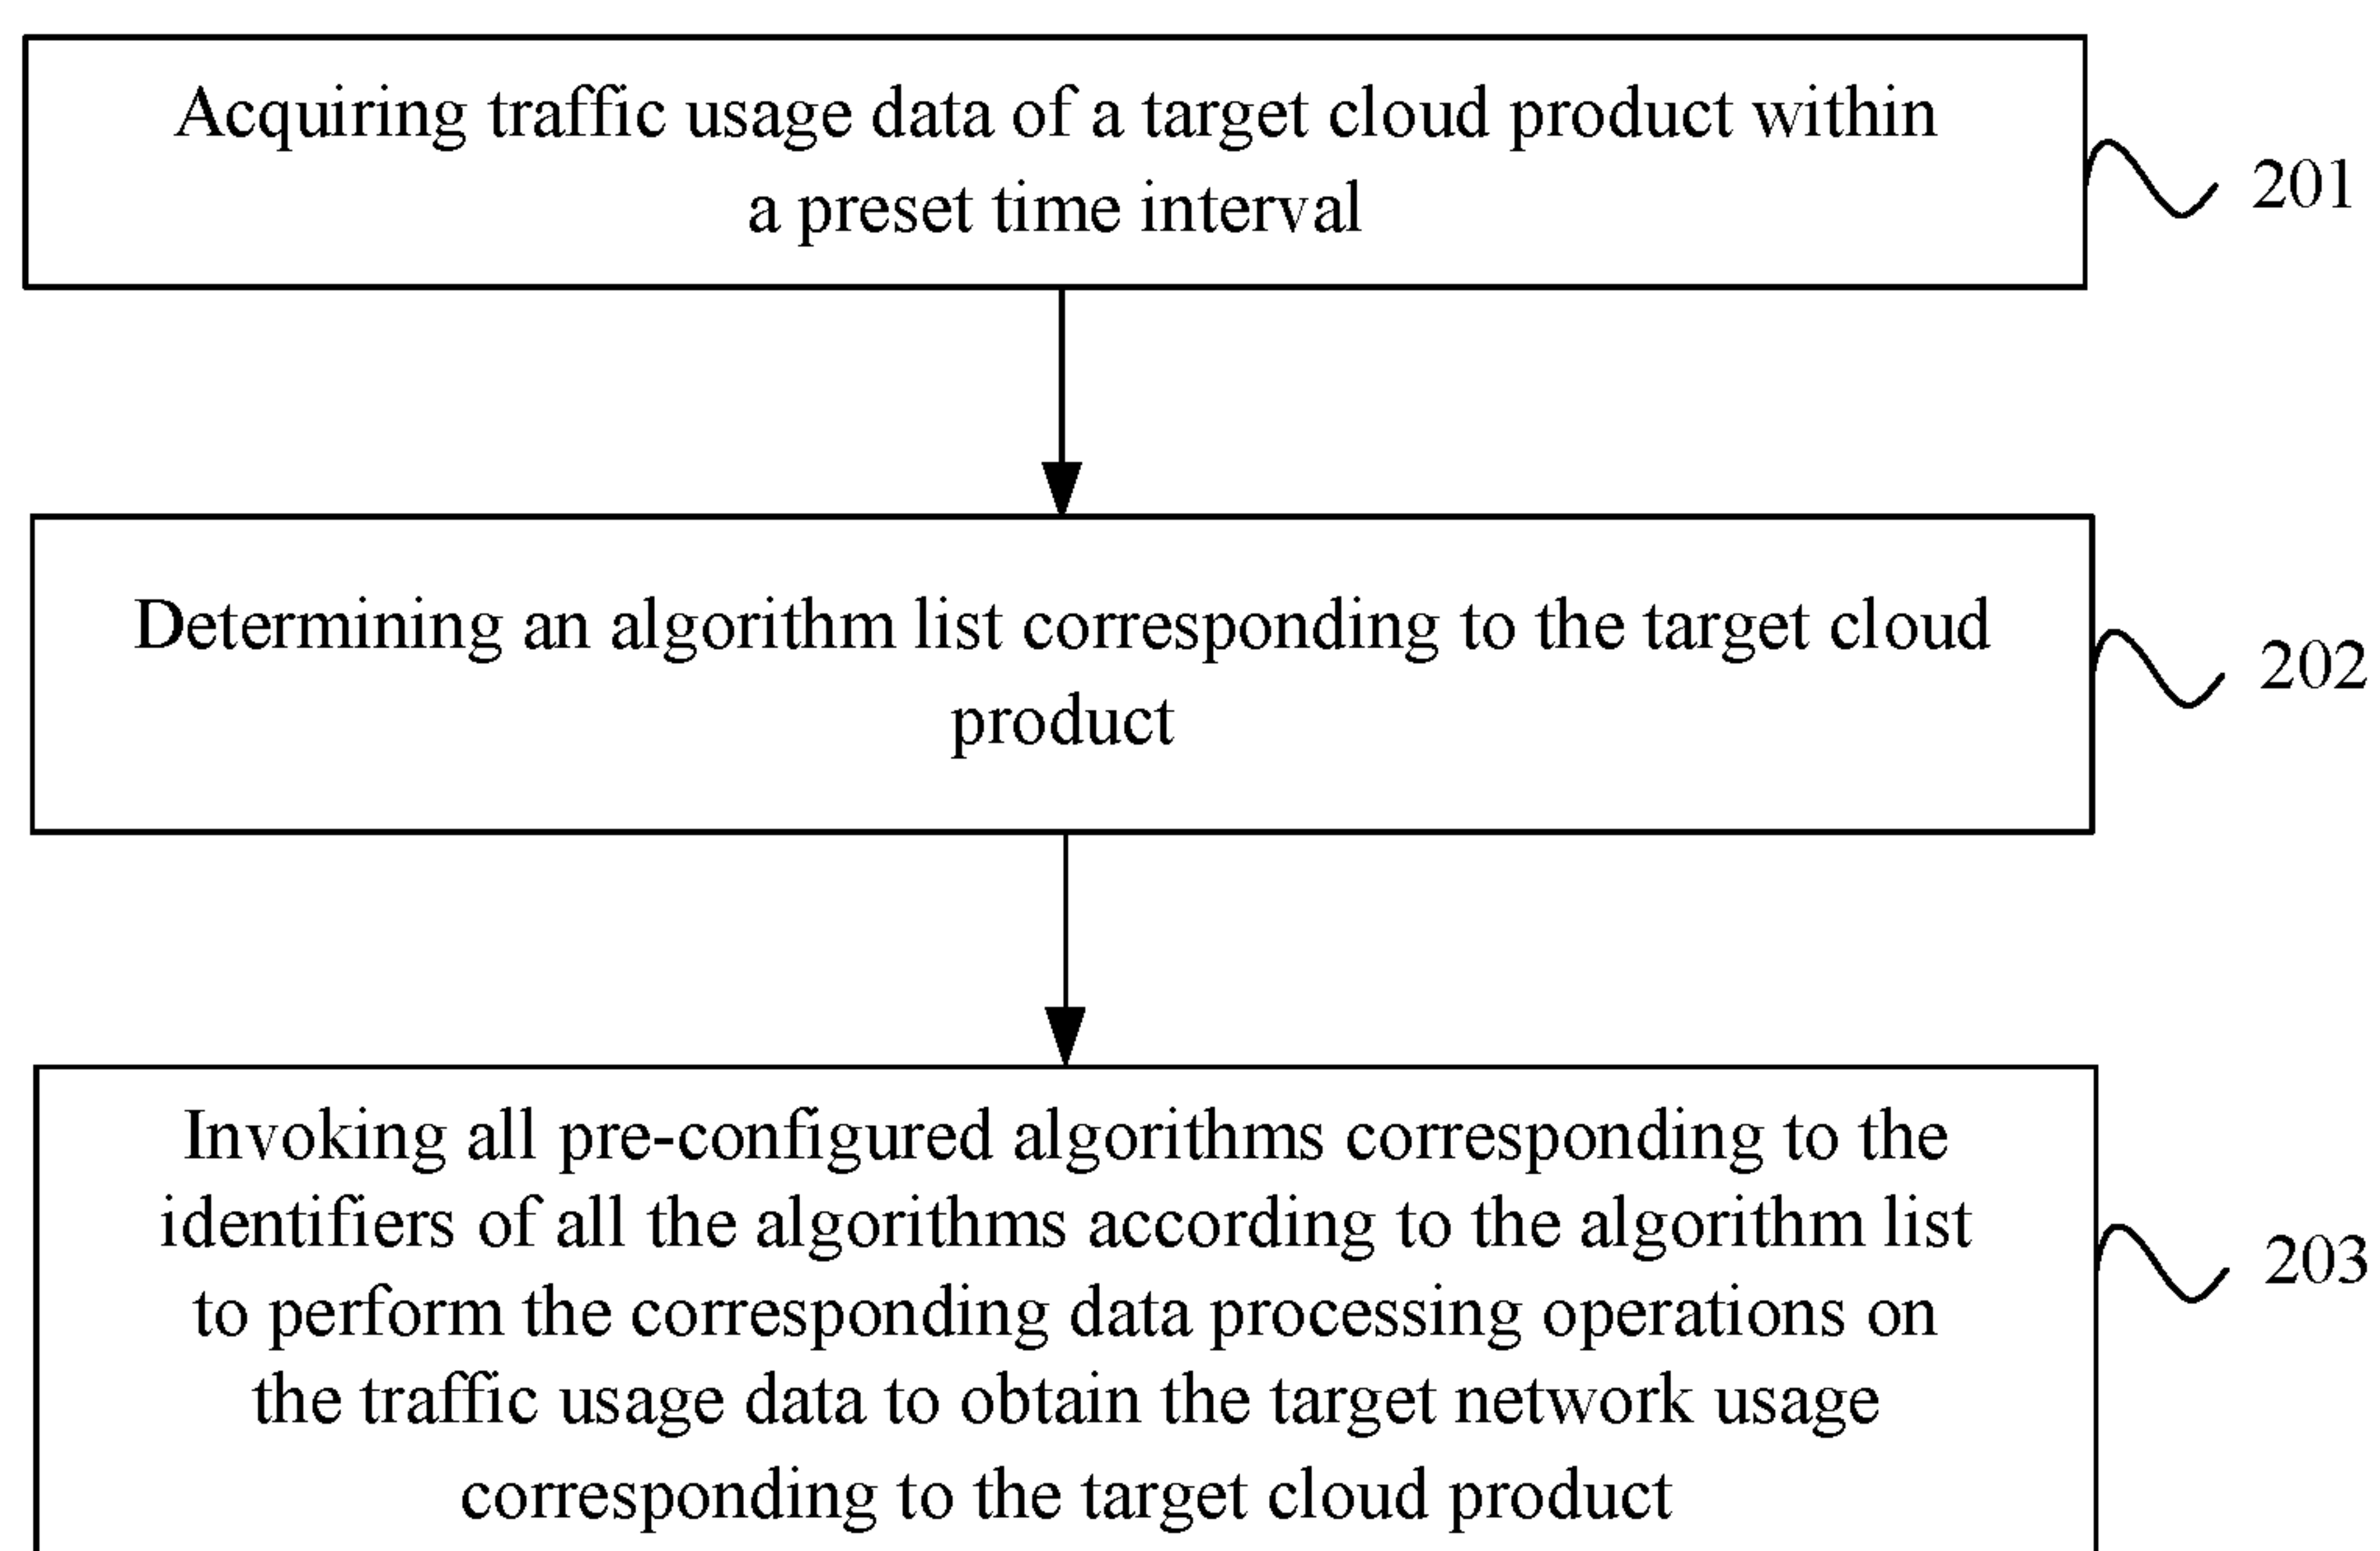 Acquiring traffic usage data of a target cloud product within
a preset time interval
201
Determining an algorithm list corresponding to the target cloud
product
202
Invoking all pre-configured algorithms corresponding to the
identifiers of all the algorithms according to the algorithm list
to perform the corresponding data processing operations on
the traffic usage data to obtain the target network usage
corresponding to the target cloud product
203